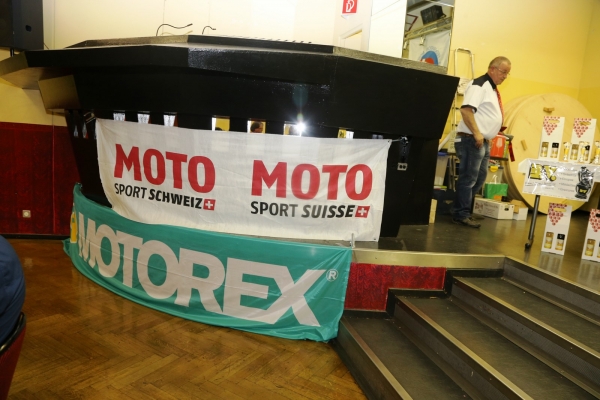 MOTO
SPORT SCHWEIZ
MOTO
SPORT SUISSE
MOTOREX®